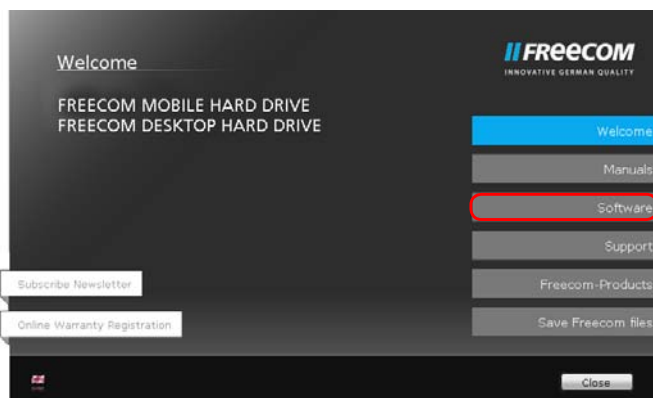 Welcome
FREECOM MOBILE HARD DRIVE
FREECOM DESKTOP HARD DRIVE
FREECOM
INNOVATIVE GERMAN QUALITY
Welcome
Manuals
Software
Support
Freecom-Products
Save Freecom files
Subscribe Newsletter
Online Warranty Registration
Close